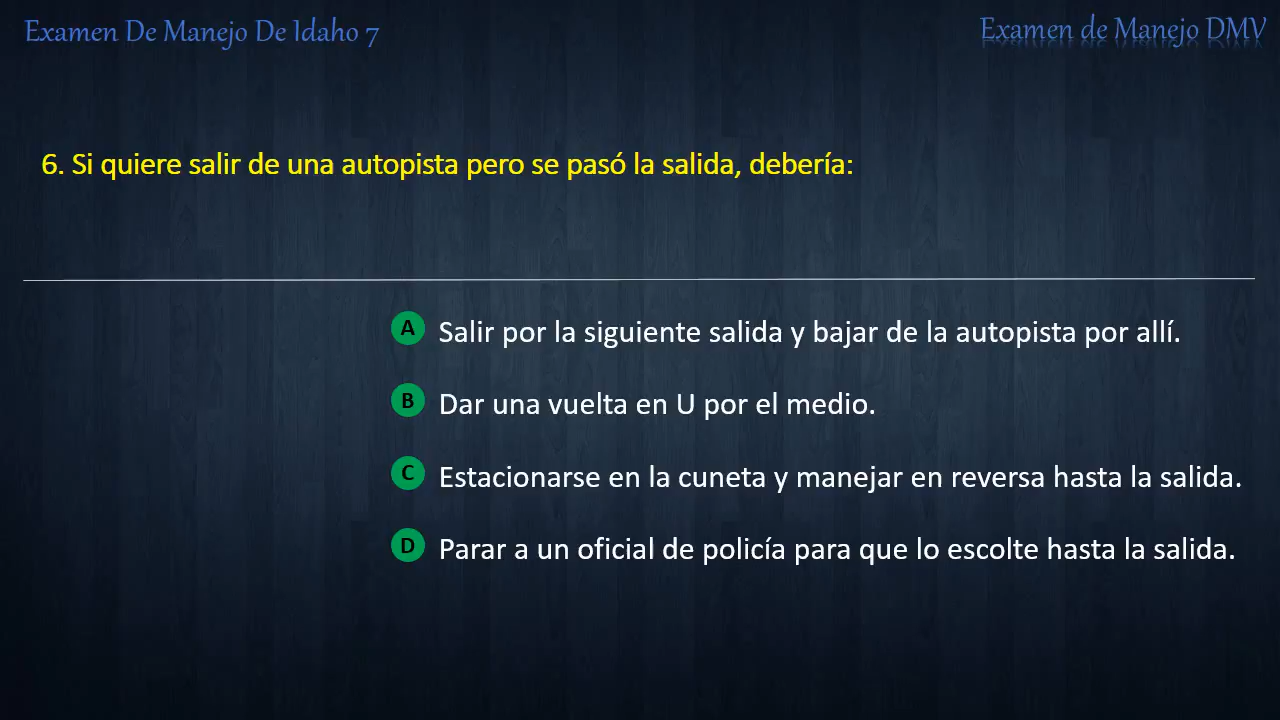 Examen De Manejo De Idaho 7
Examen de Manejo DMV
6. Si quiere salir de una autopista pero se pasó la salida, debería:
A Salir por la siguiente salida y bajar de la autopista por allí.
B Dar una vuelta en U por el medio.
C Estacionarse en la cuneta y manejar en reversa hasta la salida.
D Parar a un oficial de policía para que lo escolte hasta la salida.